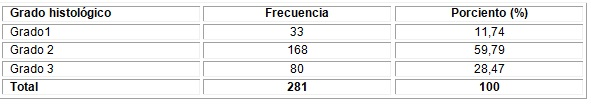 Grado histológico Frecuencia Porciento (%)
Grado1 33 11,74
Grado 2 168 59,79
Grado 3 80 28,47
Total 281 100